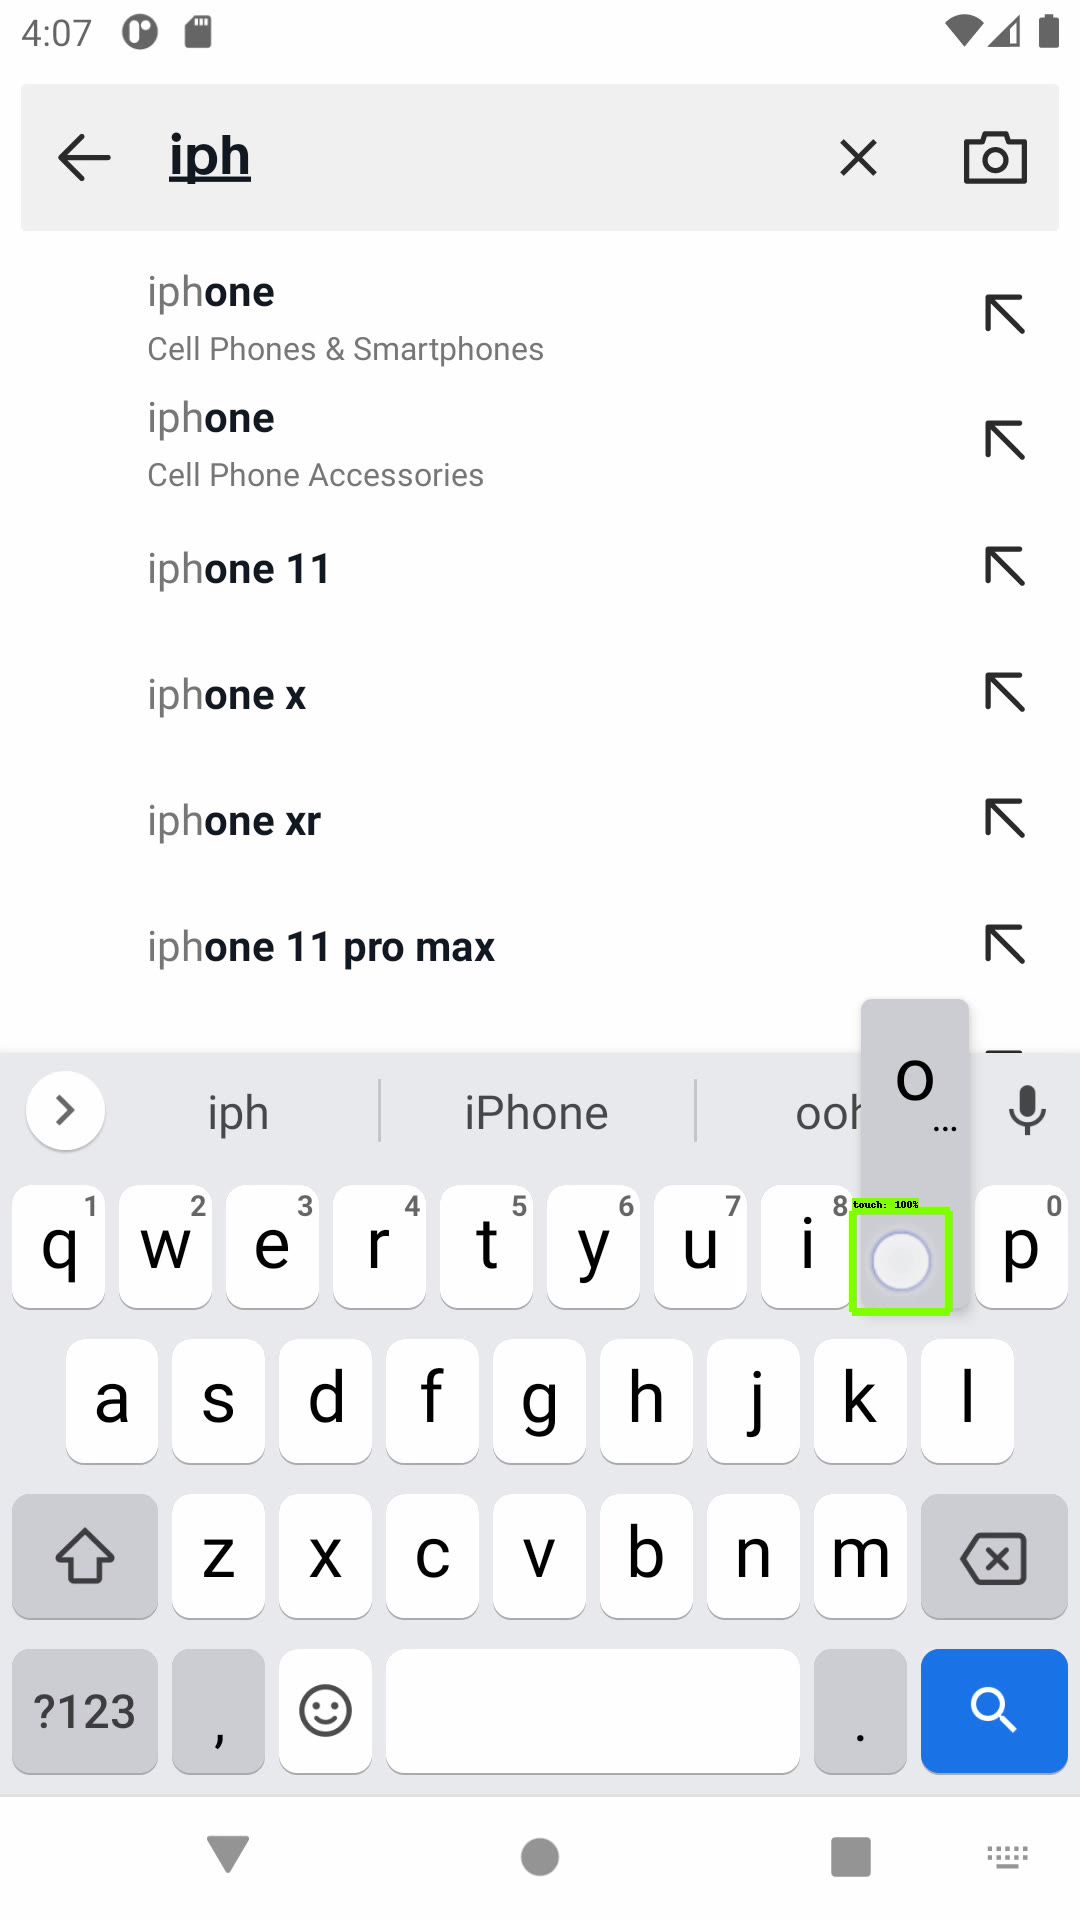 4:07
iph
iphone
Cell Phones & Smartphones
iphone
Cell Phone Accessories
iphone 11
iphone x
iphone xr
iphone 11 pro max
o
...
iph iPhone ooh
touch: 100%
1 2 3 4 5 6 7 8 0
q w e r t y u i p
a s d f g h j k l
z x c v b n m
?123 , .